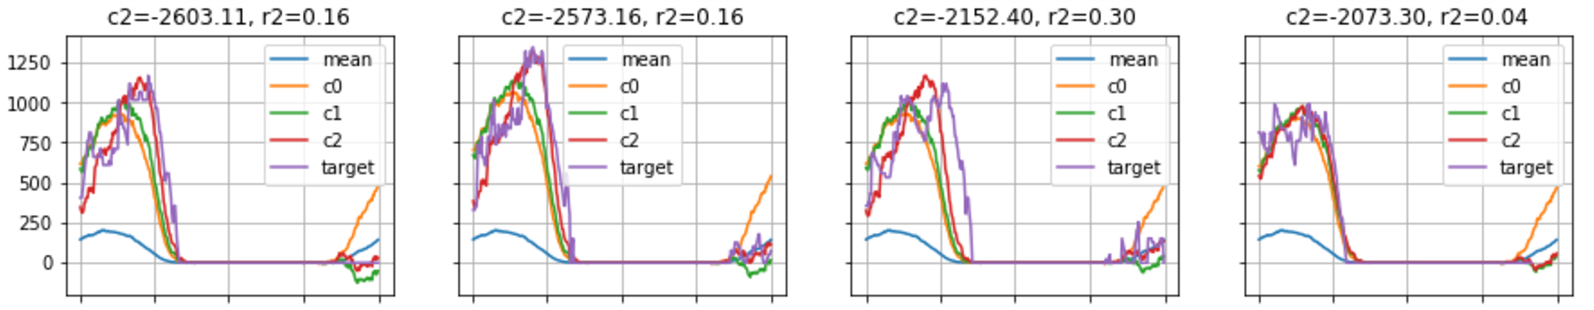 c2=-2603.11, r2=0.16
c2=-2573.16, r2=0.16
c2=-2152.40, r2=0.30
c2=-2073.30, r2=0.04
1250
1000
750
500
250
0
mean
c0
c1
c2
target
mean
c0
c1
c2
target
mean
c0
c1
c2
target
mean
c0
c1
c2
target